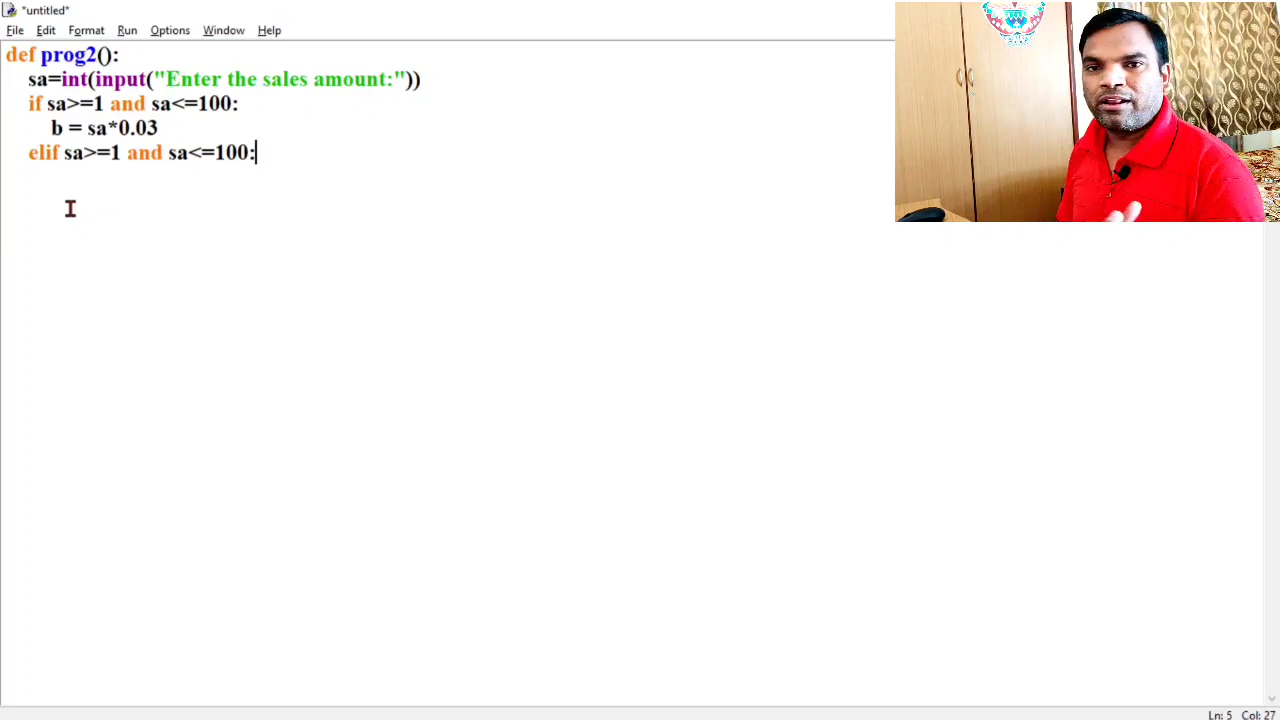 *untitled*
File Edit Format Run Options Window Help
def prog2():
    sa=int(input("Enter the sales amount:"))
    if sa>=1 and sa<=100:
        b = sa*0.03
    elif sa>=1 and sa<=100:
Ln: 5 Col: 27